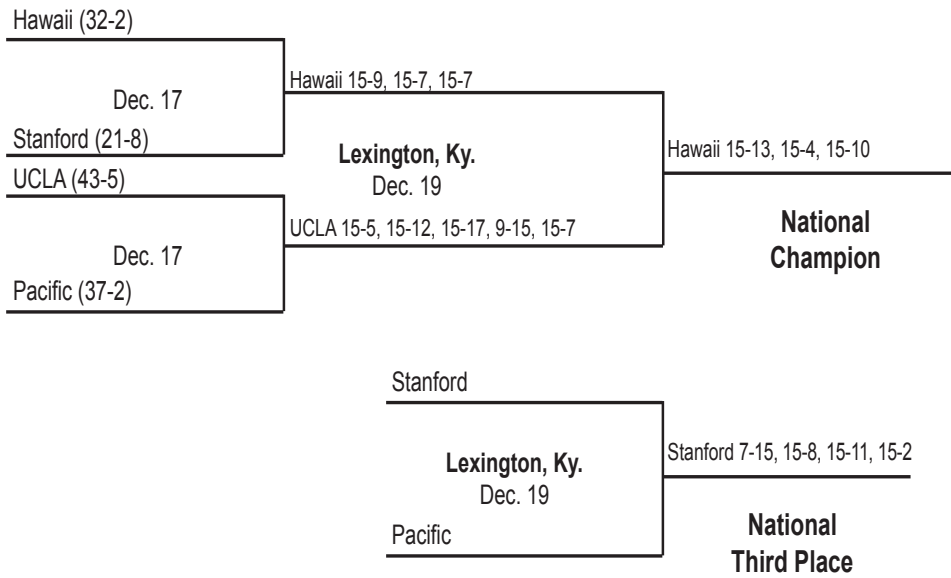 Hawaii (32-2)
Dec. 17
Stanford (21-8)
Hawaii 15-9, 15-7, 15-7
UCLA (43-5)
Dec. 17
Pacific (37-2)
UCLA 15-5, 15-12, 15-17, 9-15, 15-7
Lexington, Ky.
Dec. 19
Hawaii 15-13, 15-4, 15-10
National
Champion
Stanford
Lexington, Ky.
Dec. 19
Pacific
Stanford 7-15, 15-8, 15-11, 15-2
National
Third Place